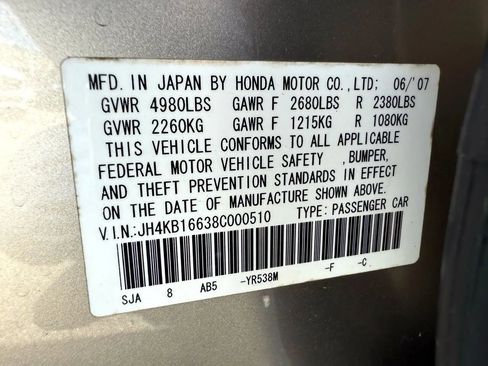 MFD. IN JAPAN BY HONDA MOTOR CO.,LTD; 06/'07
GVWR 4980LBS GAWR F 2680LBS R 2380LBS
GVWR 2260KG GAWR F 1215KG R 1080KG
THIS VEHICLE CONFORMS TO ALL APPLICABLE
FEDERAL MOTOR VEHICLE SAFETY ,BUMPER,
AND THEFT PREVENTION STANDARDS IN EFFECT
ON THE DATE OF MANUFACTURE SHOWN ABOVE.
V.I.N.:JH4KB16638C000510 TYPE: PASSENGER CAR
SJA 8 AB5 -YR538M -F -C